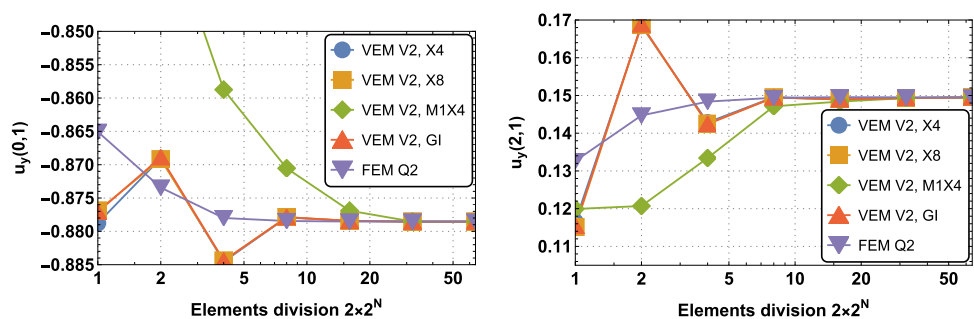 u_y(0,1)
-0.850
-0.855
-0.860
-0.865
-0.870
-0.875
-0.880
-0.885
1
2
5
10
20
50
Elements division 2×2^N
VEM V2, X4
VEM V2, X8
VEM V2, M1X4
VEM V2, GI
FEM Q2
u_y(2,1)
0.17
0.16
0.15
0.14
0.13
0.12
0.11
1
2
5
10
20
50
Elements division 2×2^N
VEM V2, X4
VEM V2, X8
VEM V2, M1X4
VEM V2, GI
FEM Q2